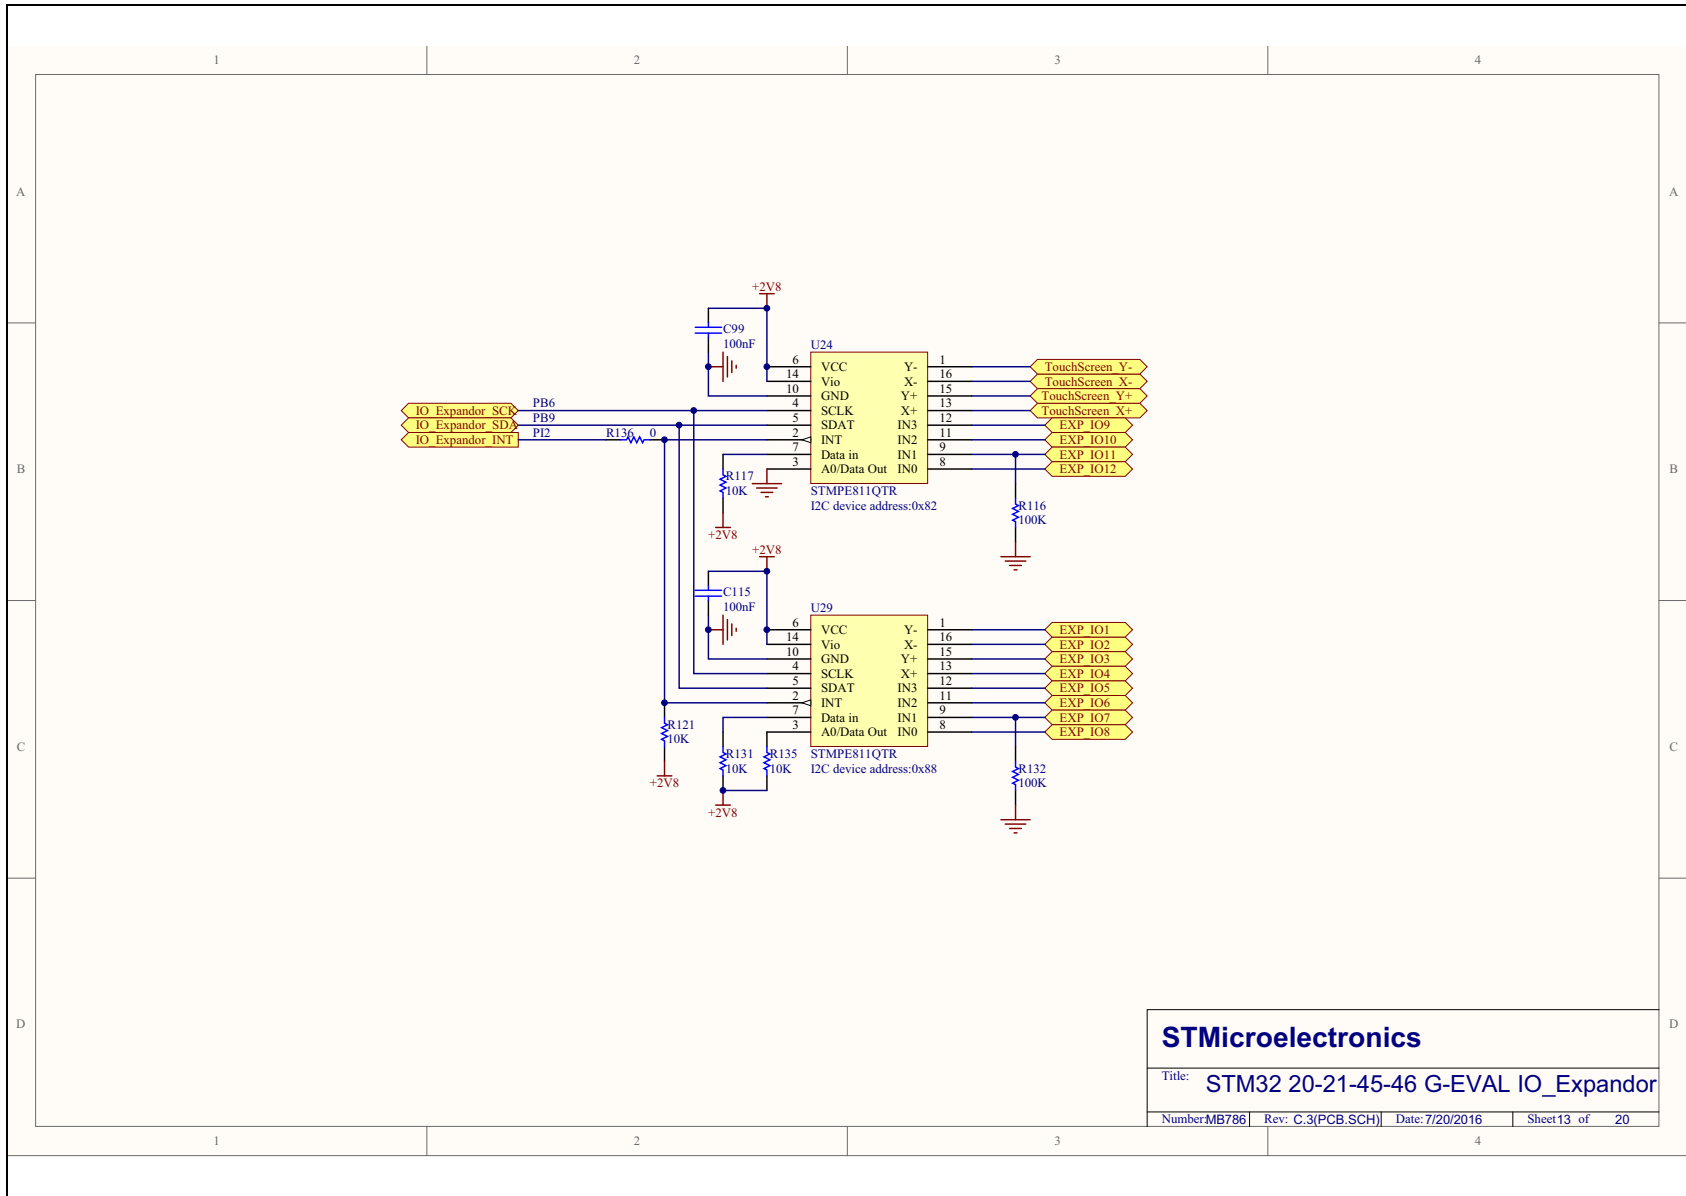 1 2 3 4
A A
B B
C C
D D
+2V8
C99
100nF
U24
6 VCC Y- 1 TouchScreen_Y-
14 Vio X- 16 TouchScreen_X-
10 GND Y+ 15 TouchScreen_Y+
IO_Expandor_SCK PB6 4 SCLK X+ 13 TouchScreen_X+
IO_Expandor_SDA PB9 5 SDAT IN3 12 EXP_IO9
IO_Expandor_INT PI2 R136 0 2 INT IN2 11 EXP_IO10
7 Data in IN1 9 EXP_IO11
3 A0/Data Out IN0 8 EXP_IO12
R117
10K
+2V8
STMPE811QTR
I2C device address:0x82
R116
100K
+2V8
C115
100nF
U29
6 VCC Y- 1 EXP_IO1
14 Vio X- 16 EXP_IO2
10 GND Y+ 15 EXP_IO3
4 SCLK X+ 13 EXP_IO4
5 SDAT IN3 12 EXP_IO5
2 INT IN2 11 EXP_IO6
7 Data in IN1 9 EXP_IO7
3 A0/Data Out IN0 8 EXP_IO8
R121
10K
+2V8
R131
10K
R135
10K
+2V8
STMPE811QTR
I2C device address:0x88
R132
100K
STMicroelectronics
Title: STM32 20-21-45-46 G-EVAL IO_Expandor
Number:MB786 Rev: C.3(PCB.SCH) Date:7/20/2016 Sheet13 of 20
1 2 3 4